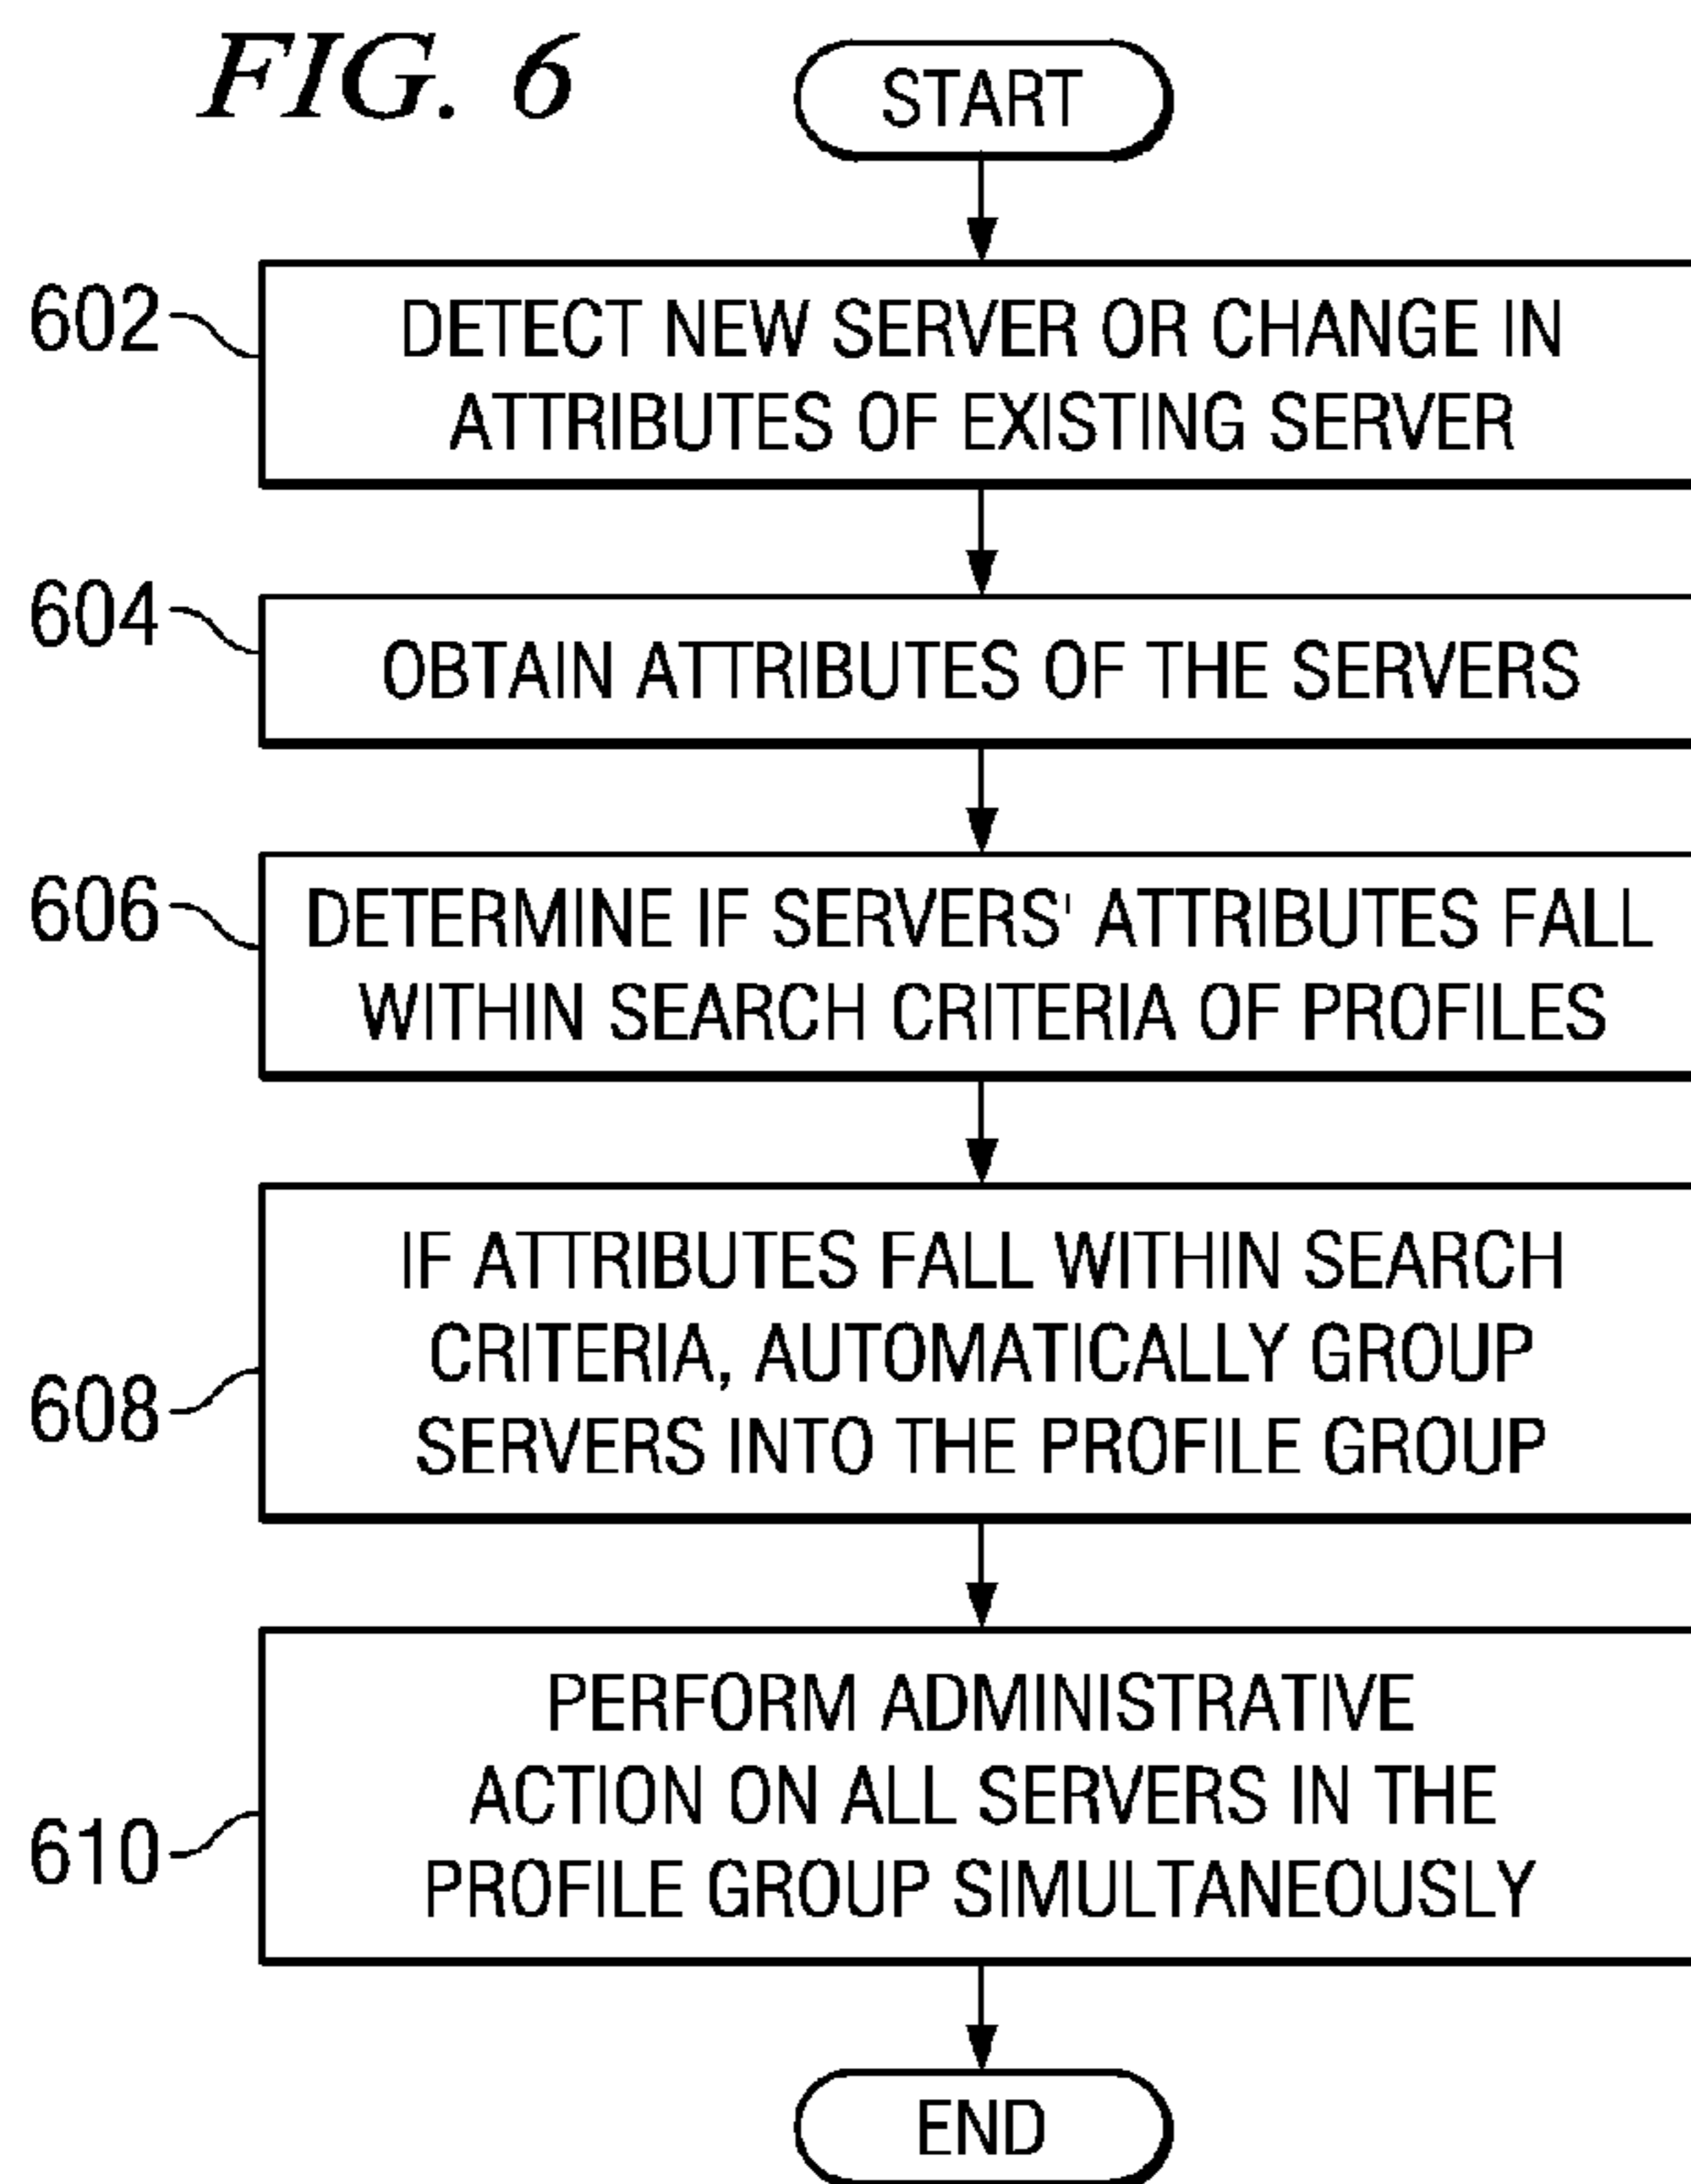 FIG. 6
START
602
DETECT NEW SERVER OR CHANGE IN
ATTRIBUTES OF EXISTING SERVER
604
OBTAIN ATTRIBUTES OF THE SERVERS
606
DETERMINE IF SERVERS' ATTRIBUTES FALL
WITHIN SEARCH CRITERIA OF PROFILES
608
IF ATTRIBUTES FALL WITHIN SEARCH
CRITERIA, AUTOMATICALLY GROUP
SERVERS INTO THE PROFILE GROUP
610
PERFORM ADMINISTRATIVE
ACTION ON ALL SERVERS IN THE
PROFILE GROUP SIMULTANEOUSLY
END